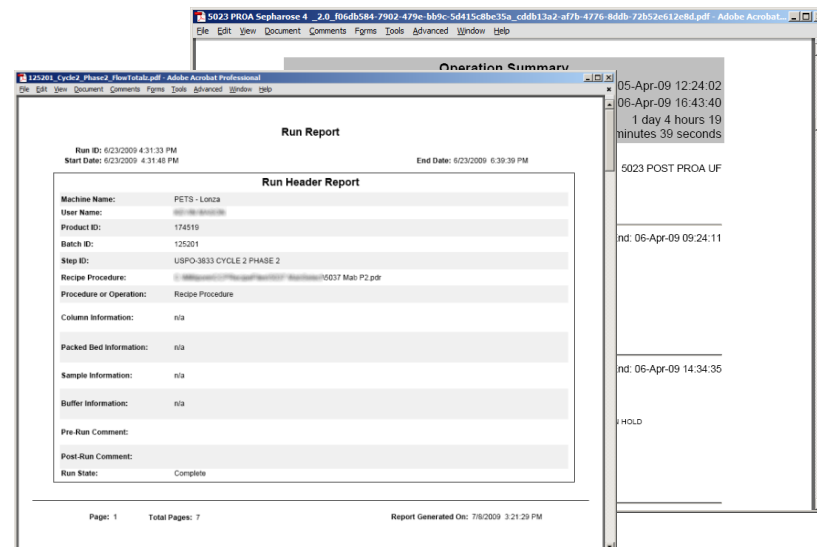 5023 PROA Sepharose 4 _2.0_f06db584-7902-479e-bb9c-5d415c8be35a_cddb13a2-af7b-4776-8ddb-72b52e612e8d.pdf - Adobe Acrobat...
File Edit View Document Comments Forms Tools Advanced Window Help
Operation Summary
05-Apr-09 12:24:02
06-Apr-09 16:43:40
1 day 4 hours 19
minutes 39 seconds
5023 POST PROA UF
End: 06-Apr-09 09:24:11
End: 06-Apr-09 14:34:35
HOLD
125201_Cycle2_Phase2_FlowTotalz.pdf - Adobe Acrobat Professional
File Edit View Document Comments Forms Tools Advanced Window Help
Run Report
Run ID: 6/23/2009 4:31:33 PM
Start Date: 6/23/2009 4:31:46 PM End Date: 6/23/2009 6:39:39 PM
Run Header Report
Machine Name: PETS - Lonza
User Name:
Product ID: 174519
Batch ID: 125201
Step ID: USPO-3833 CYCLE 2 PHASE 2
Recipe Procedure: \5037 Mab P2.pdr
Procedure or Operation: Recipe Procedure
Column Information: n/a
Packed Bed Information: n/a
Sample Information: n/a
Buffer Information: n/a
Pre-Run Comment:
Post-Run Comment:
Run State: Complete
Page: 1 Total Pages: 7 Report Generated On: 7/8/2009 3:21:29 PM